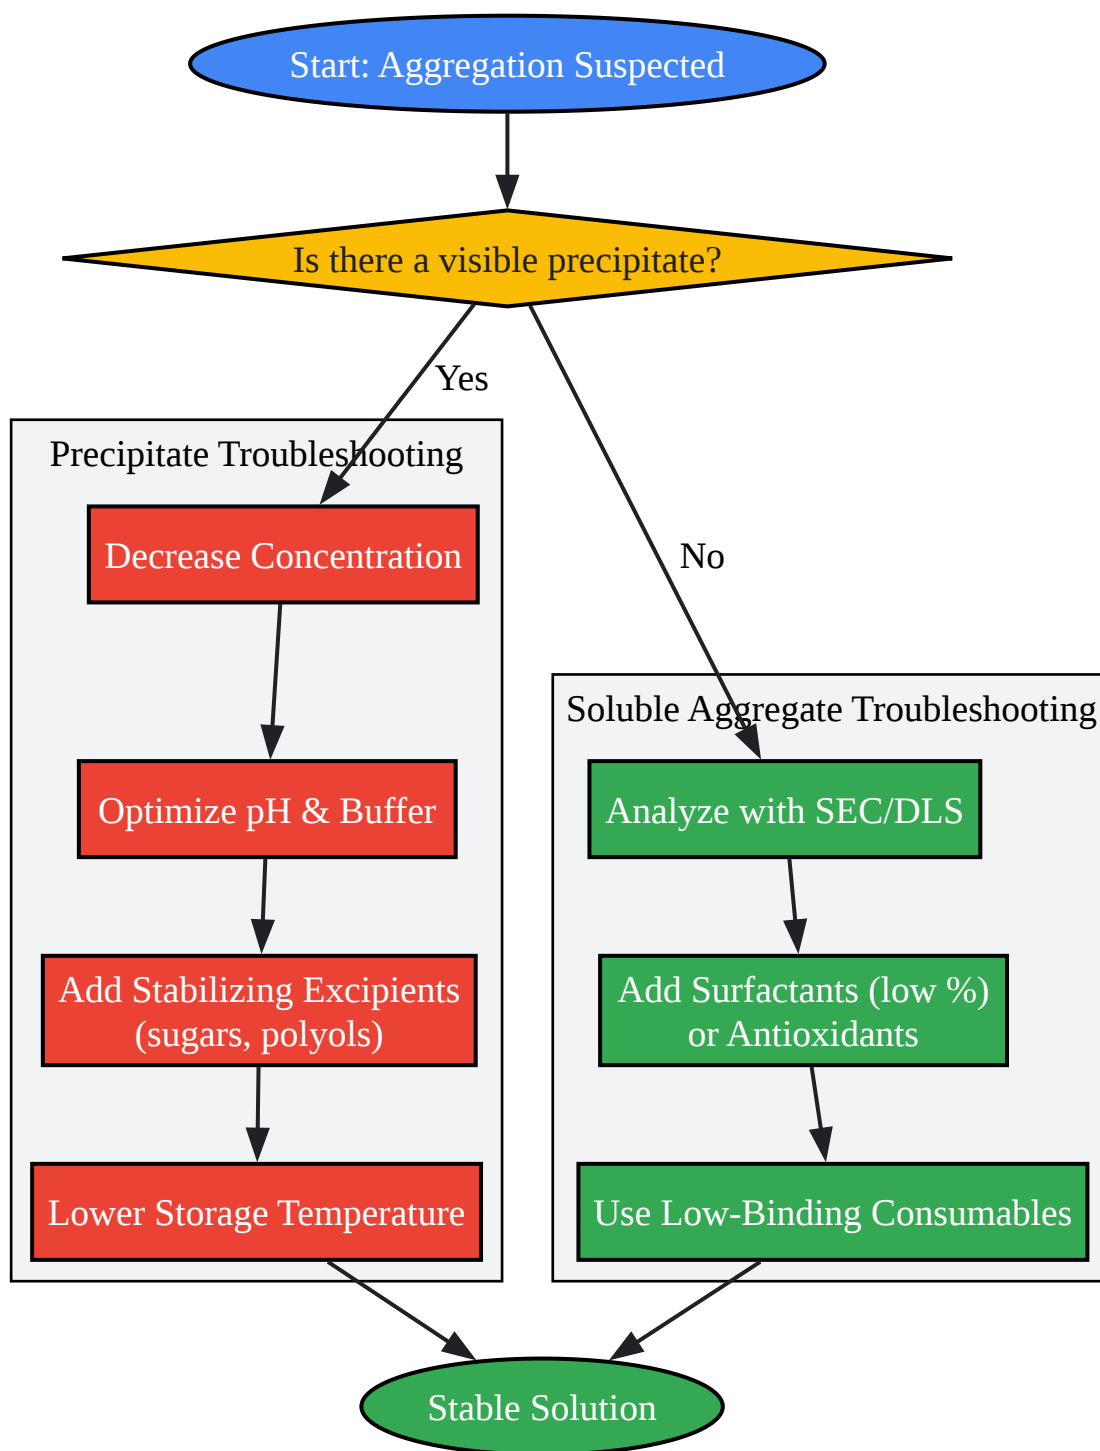 Start: Aggregation Suspected
Is there a visible precipitate?
Yes
Precipitate Troubleshooting
Decrease Concentration
Optimize pH & Buffer
Add Stabilizing Excipients
(sugars, polyols)
Lower Storage Temperature
No
Soluble Aggregate Troubleshooting
Analyze with SEC/DLS
Add Surfactants (low %)
or Antioxidants
Use Low-Binding Consumables
Stable Solution